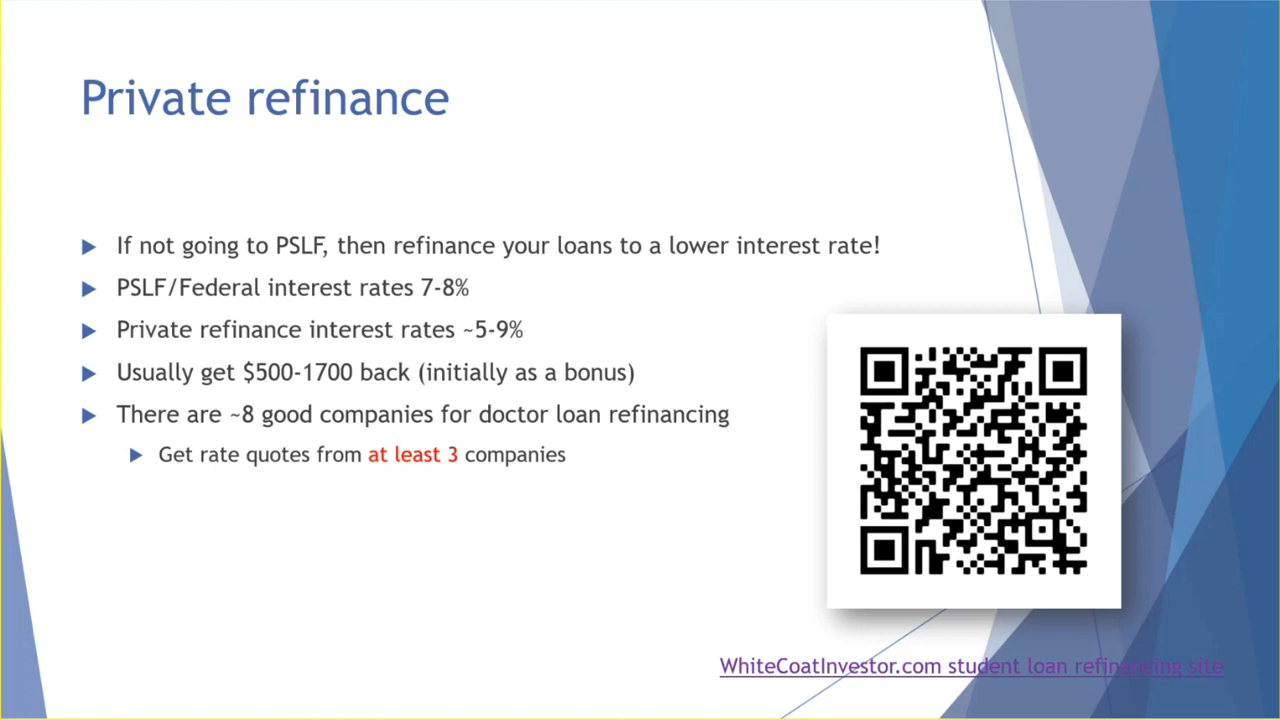 Private refinance
If not going to PSLF, then refinance your loans to a lower interest rate!
PSLF/Federal interest rates 7-8%
Private refinance interest rates ~5-9%
Usually get $500-1700 back (initially as a bonus)
There are ~8 good companies for doctor loan refinancing
Get rate quotes from at least 3 companies
WhiteCoatInvestor.com student loan refinancing site